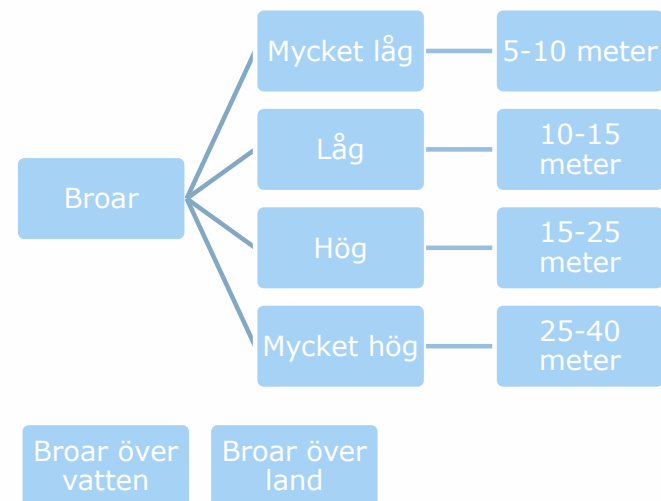 Broar
Mycket låg
5-10 meter
Låg
10-15
meter
Hög
15-25
meter
Mycket hög
25-40
meter
Broar över
vatten
Broar över
land